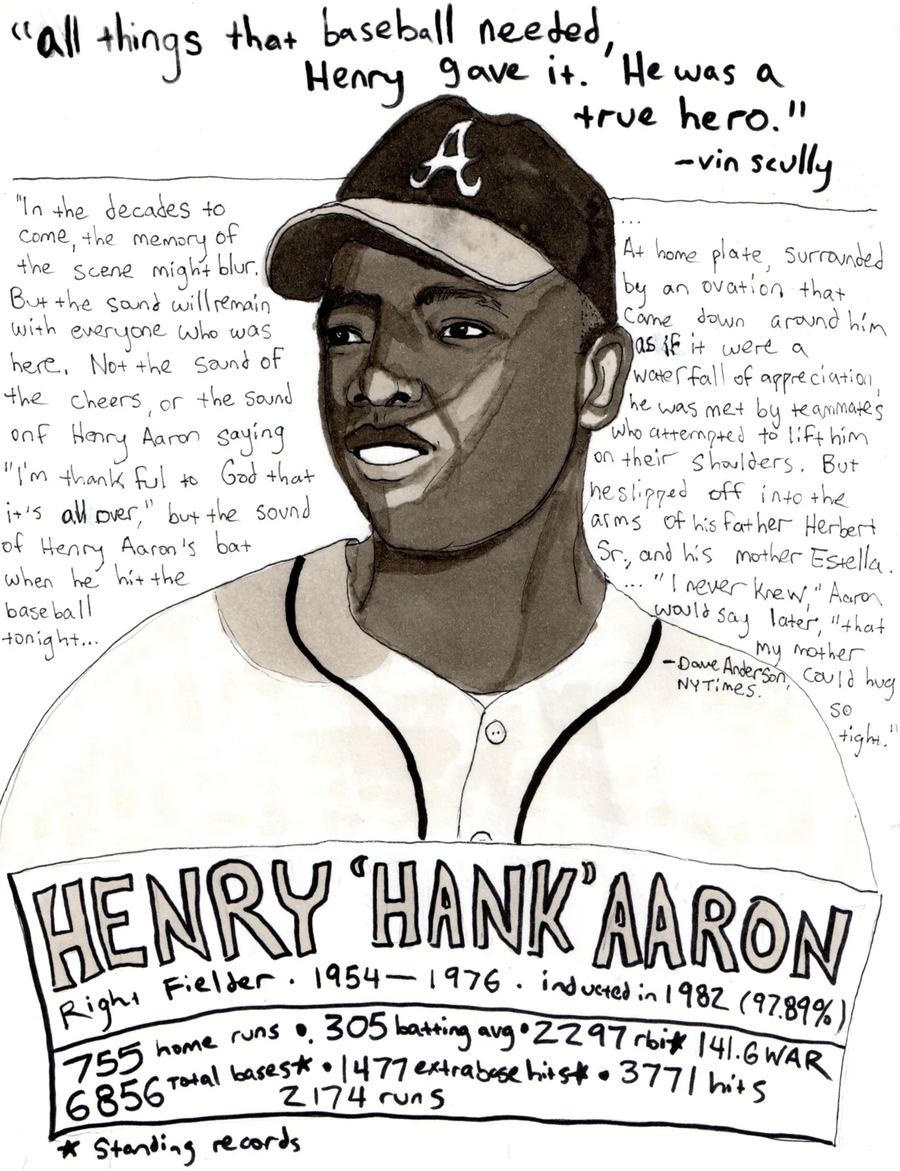 "all things that baseball needed,
Henry gave it. He was a
true hero."
-vin scully
A
"In the decades to
come, the memory of
the scene might blur.
But the sound will remain
with everyone who was
here. Not the sound of
the cheers, or the sound
onf Henry Aaron saying
"I'm thankful to God that
it's all over," but the sound
of Henry Aaron's bat
when he hit the
baseball
tonight...
...
At home plate, surrounded
by an ovation that
came down around him
as if it were a
waterfall of appreciation,
he was met by teammates
who attempted to lift him
on their shoulders. But
he slipped off into the
arms of his father Herbert
Sr., and his mother Estella.
... "I never knew," Aaron
would say later, "that
my mother
could hug
so
tight."
-Dave Anderson,
NYTimes.
HENRY "HANK" AARON
Right Fielder · 1954 — 1976 · inducted in 1982 (97.89%)
755 home runs • .305 batting avg • 2297 rbi* 141.6 WAR
6856 Total bases* • 1477 extra base hits* • 3771 hits
2174 runs
* Standing records